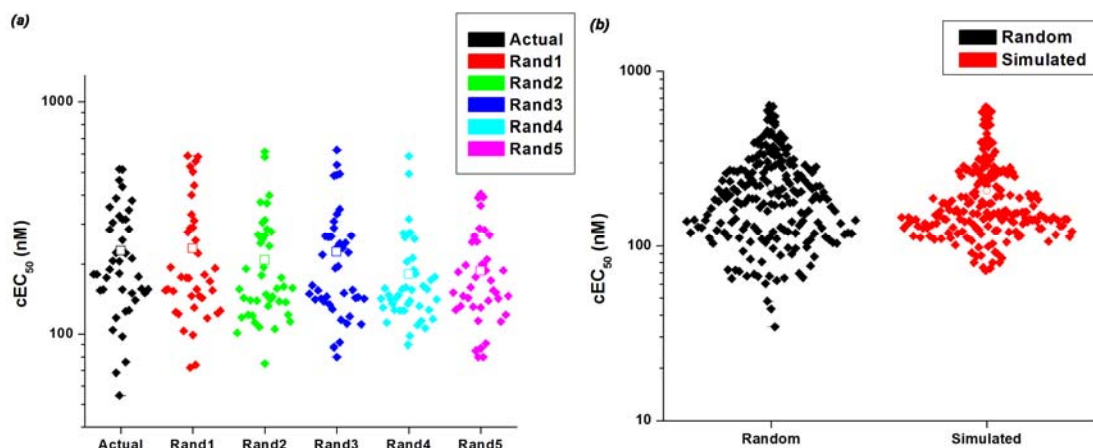 (a)
Actual
Rand1
Rand2
Rand3
Rand4
Rand5
1000
100
cEC50 (nM)
Actual Rand1 Rand2 Rand3 Rand4 Rand5
(b)
Random
Simulated
1000
100
10
cEC50 (nM)
Random Simulated